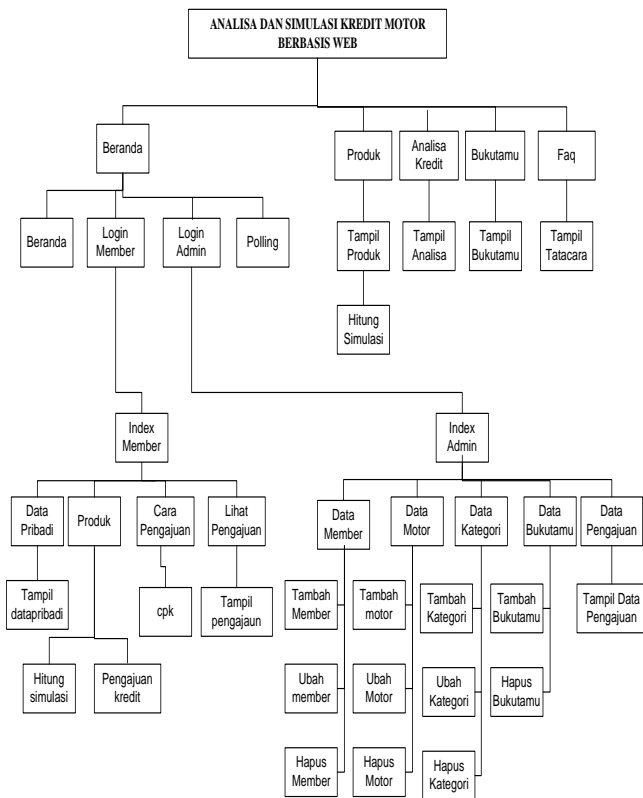 ANALISA DAN SIMULASI KREDIT MOTOR
BERBASIS WEB
Beranda
Produk
Analisa
Kredit
Bukutamu
Faq
Beranda
Login
Member
Login
Admin
Polling
Tampil
Produk
Tampil
Analisa
Tampil
Bukutamu
Tampil
Tatacara
Hitung
Simulasi
Index
Member
Index
Admin
Data
Pribadi
Produk
Cara
Pengajuan
Lihat
Pengajuan
Data
Member
Data
Motor
Data
Kategori
Data
Bukutamu
Data
Pengajuan
Tampil
datapribadi
cpk
Tampil
pengajaun
Tambah
Member
Tambah
motor
Tambah
Kategori
Tambah
Bukutamu
Tampil Data
Pengajuan
Hitung
simulasi
Pengajuan
kredit
Ubah
member
Ubah
Motor
Ubah
Kategori
Hapus
Bukutamu
Hapus
Member
Hapus
Motor
Hapus
Kategori